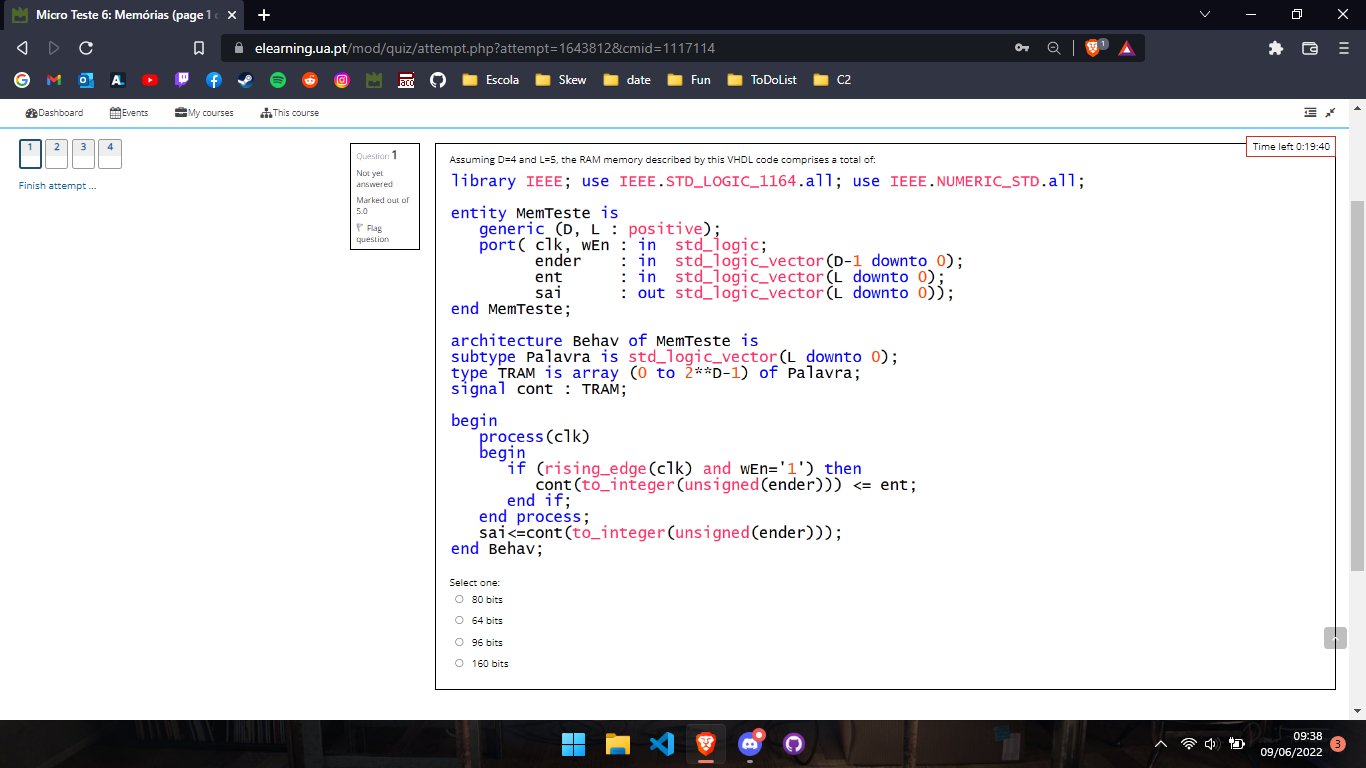 Micro Teste 6: Memórias (page 1 o
elearning.ua.pt/mod/quiz/attempt.php?attempt=1643812&cmid=1117114
1
Escola
Skew
date
Fun
ToDoList
C2
Dashboard
Events
My courses
This course
1
2
3
4
Finish attempt ...
Question 1
Not yet
answered
Marked out of
5.0
Flag
question
Time left 0:19:40
Assuming D=4 and L=5, the RAM memory described by this VHDL code comprises a total of:
library IEEE; use IEEE.STD_LOGIC_1164.all; use IEEE.NUMERIC_STD.all;
entity MemTeste is
generic (D, L : positive);
port( clk, wEn : in std_logic;
ender : in std_logic_vector(D-1 downto 0);
ent : in std_logic_vector(L downto 0);
sai : out std_logic_vector(L downto 0));
end MemTeste;
architecture Behav of MemTeste is
subtype Palavra is std_logic_vector(L downto 0);
type TRAM is array (0 to 2**D-1) of Palavra;
signal cont : TRAM;
begin
process(clk)
begin
if (rising_edge(clk) and wEn='1') then
cont(to_integer(unsigned(ender))) <= ent;
end if;
end process;
sai<=cont(to_integer(unsigned(ender)));
end Behav;
Select one:
80 bits
64 bits
96 bits
160 bits
09:38
09/06/2022
3